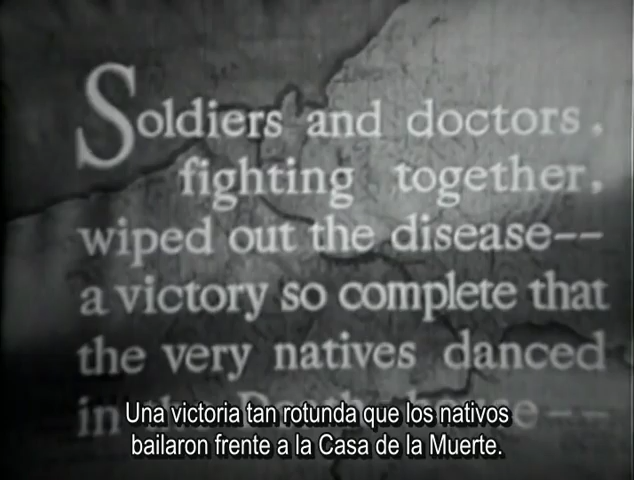 Soldiers and doctors,
fighting together,
wiped out the disease--
a victory so complete that
the very natives danced
in
Una victoria tan rotunda que los nativos
bailaron frente a la Casa de la Muerte.